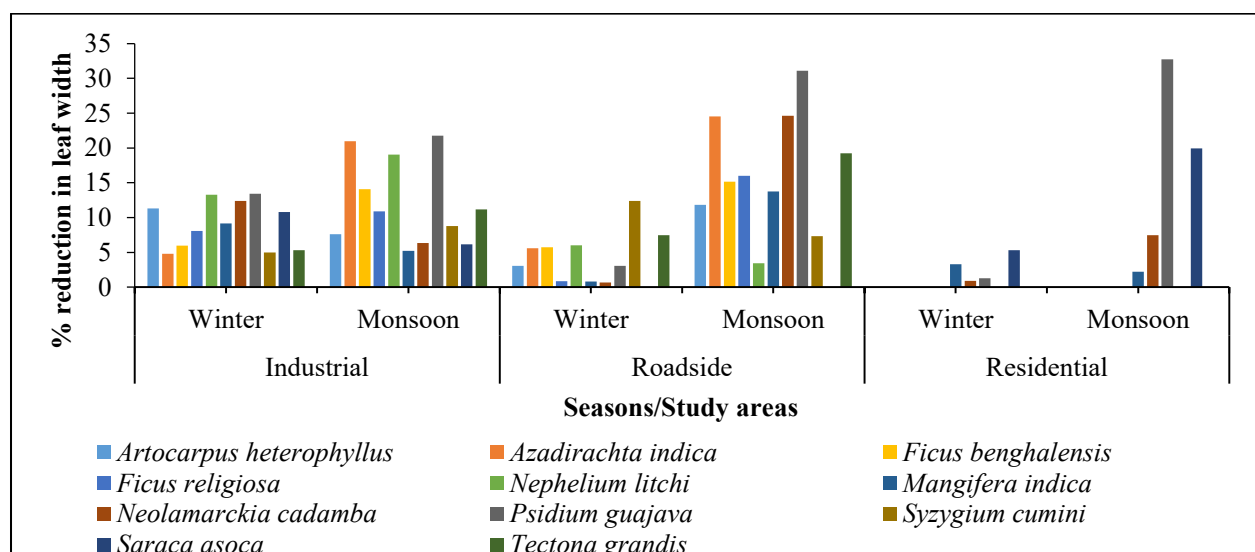 % reduction in leaf width
35
30
25
20
15
10
5
0
Winter Monsoon Winter Monsoon Winter Monsoon
Industrial Roadside Residential
Seasons/Study areas
Artocarpus heterophyllus Azadirachta indica Ficus benghalensis
Ficus religiosa Nephelium litchi Mangifera indica
Neolamarckia cadamba Psidium guajava Syzygium cumini
Saraca asoca Tectona grandis